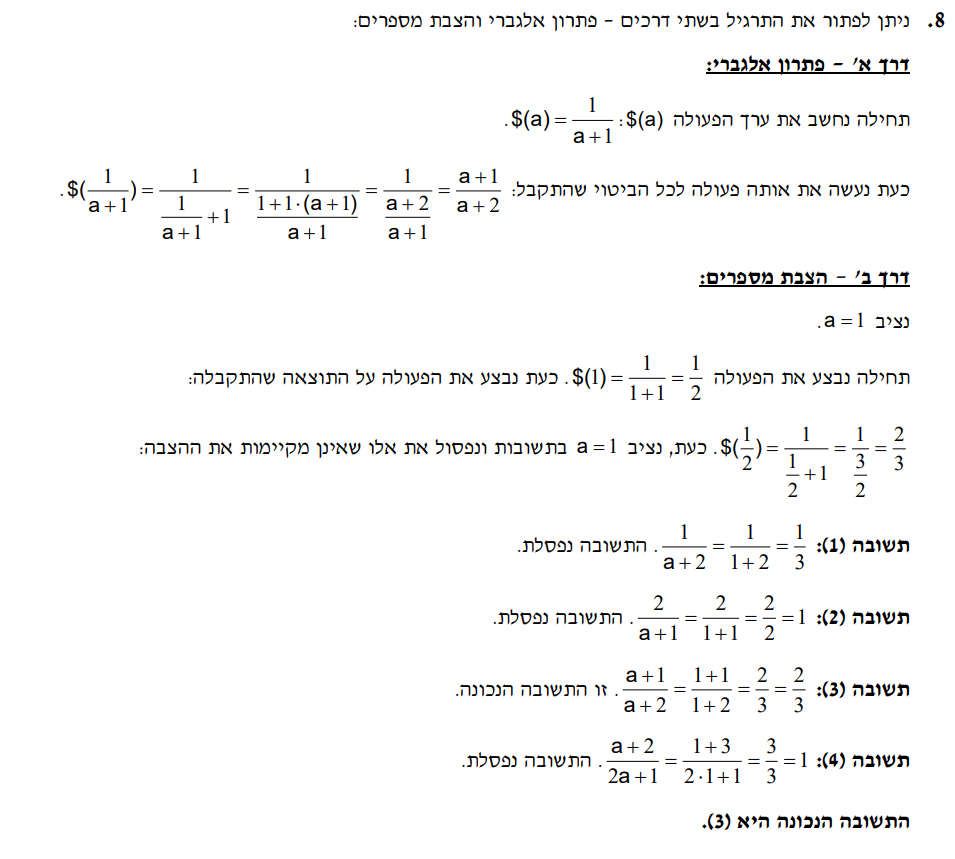 8. ניתן לפתור את התרגיל בשתי דרכים – פתרון אלגברי והצבת מספרים:
דרך א' – פתרון אלגברי:
תחילה נחשב את ערך הפעולה $(a): $(a) = \frac{1}{a+1}.
כעת נעשה את אותה פעולה לכל הביטוי שהתקבל: $(\frac{1}{a+1}) = \frac{1}{\frac{1}{a+1}+1} = \frac{1}{\frac{1+1·(a+1)}{a+1}} = \frac{1}{\frac{a+2}{a+1}} = \frac{a+1}{a+2}.
דרך ב' – הצבת מספרים:
נציב a = 1.
תחילה נבצע את הפעולה $(1) = \frac{1}{1+1} = \frac{1}{2}. כעת נבצע את הפעולה על התוצאה שהתקבלה:
$(\frac{1}{2}) = \frac{1}{\frac{1}{2}+1} = \frac{1}{\frac{3}{2}} = \frac{2}{3}. כעת, נציב a = 1 בתשובות ונפסול את אלו שאינן מקיימות את ההצבה:
תשובה (1): \frac{1}{a+2} = \frac{1}{1+2} = \frac{1}{3}. התשובה נפסלת.
תשובה (2): \frac{2}{a+1} = \frac{2}{1+1} = \frac{2}{2} = 1. התשובה נפסלת.
תשובה (3): \frac{a+1}{a+2} = \frac{1+1}{1+2} = \frac{2}{3} = \frac{2}{3}. זו התשובה הנכונה.
תשובה (4): \frac{a+2}{2a+1} = \frac{1+3}{2·1+1} = \frac{3}{3} = 1. התשובה נפסלת.
התשובה הנכונה היא (3).